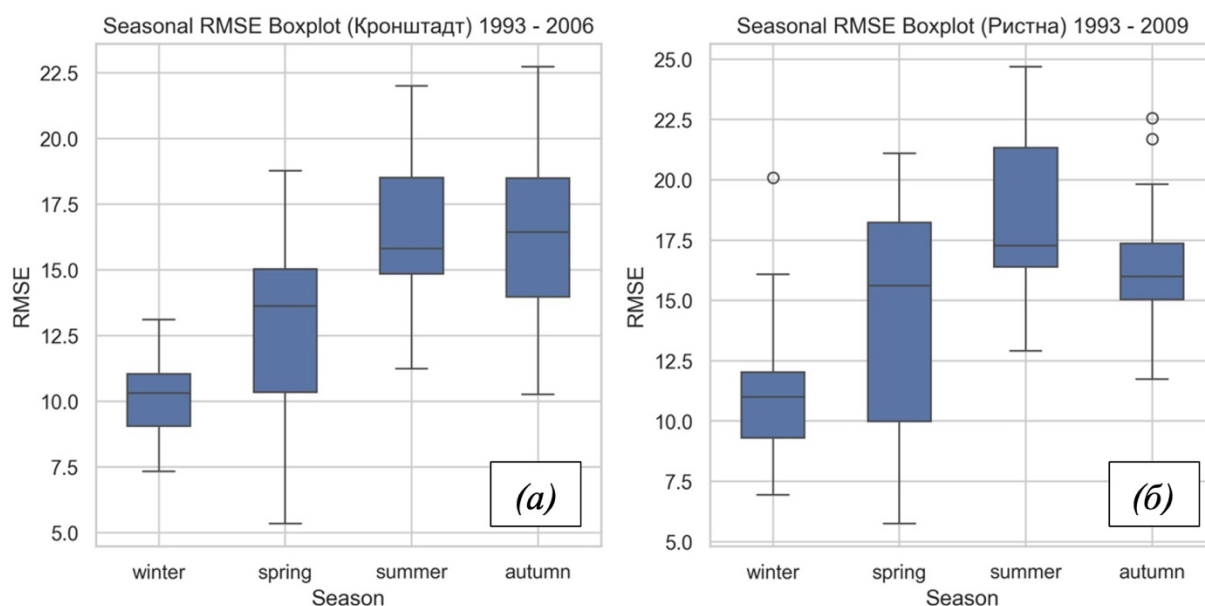 Seasonal RMSE Boxplot (Кронштадт) 1993 - 2006
22.5
20.0
17.5
15.0
12.5
10.0
7.5
5.0
RMSE
winter spring summer autumn
Season
(а)
Seasonal RMSE Boxplot (Ристна) 1993 - 2009
25.0
22.5
20.0
17.5
15.0
12.5
10.0
7.5
5.0
RMSE
winter spring summer autumn
Season
(б)